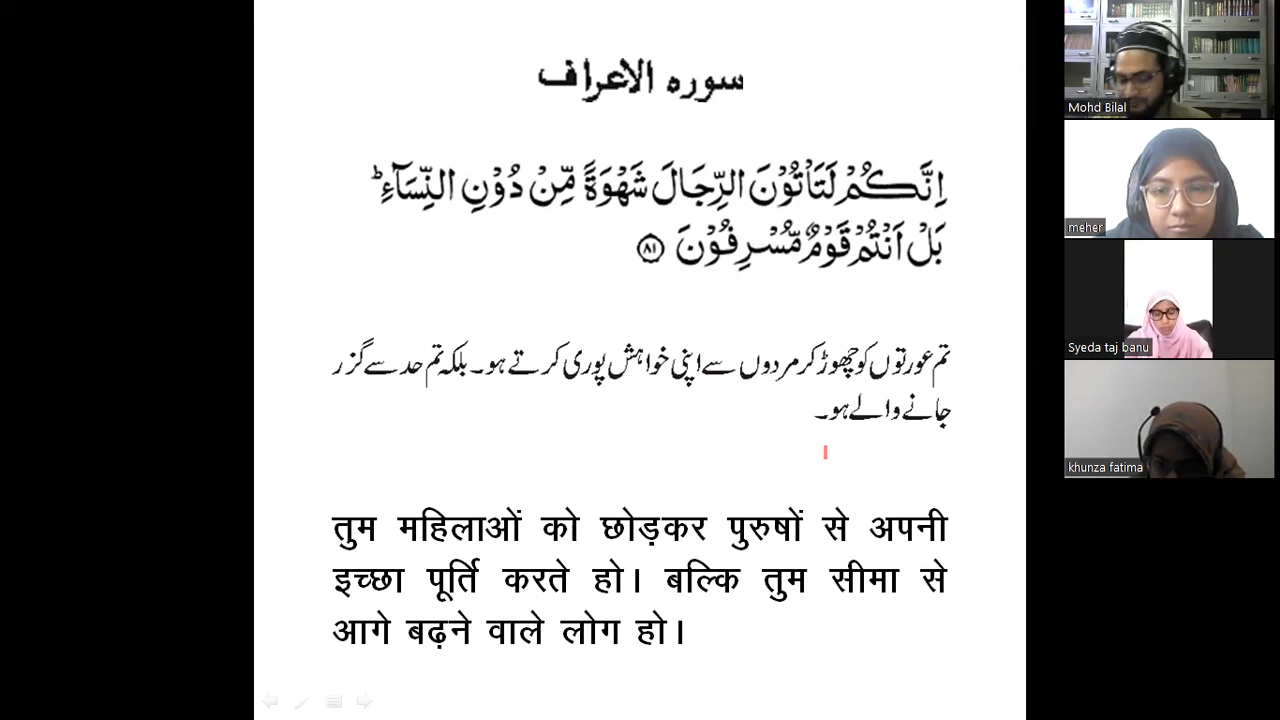 سورہ الاعراف
اِنَّكُمْ لَتَاْتُوْنَ الرِّجَالَ شَهْوَةً مِّنْ دُوْنِ النِّسَآءِ ؕ
بَلْ اَنْتُمْ قَوْمٌ مُّسْرِفُوْنَ ﴿۸۱﴾
تم عورتوں کو چھوڑ کر مردوں سے اپنی خواہش پوری کرتے ہو۔ بلکہ تم حد سے گزر
جانے والے ہو۔
तुम महिलाओं को छोड़कर पुरुषों से अपनी
इच्छा पूर्ति करते हो। बल्कि तुम सीमा से
आगे बढ़ने वाले लोग हो।
Mohd Bilal
meher
Syeda taj banu
khunza fatima